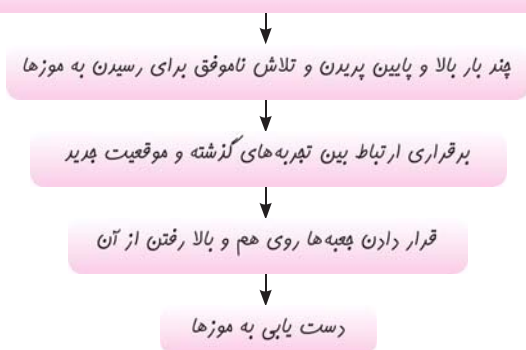 چند بار بالا و پایین پریدن و تلاش ناموفق برای رسیدن به موزها
برقراری ارتباط بین تجربه‌های گذشته و موقعیت جدید
قرار دادن جعبه‌ها روی هم و بالا رفتن از آن
دست یابی به موزها